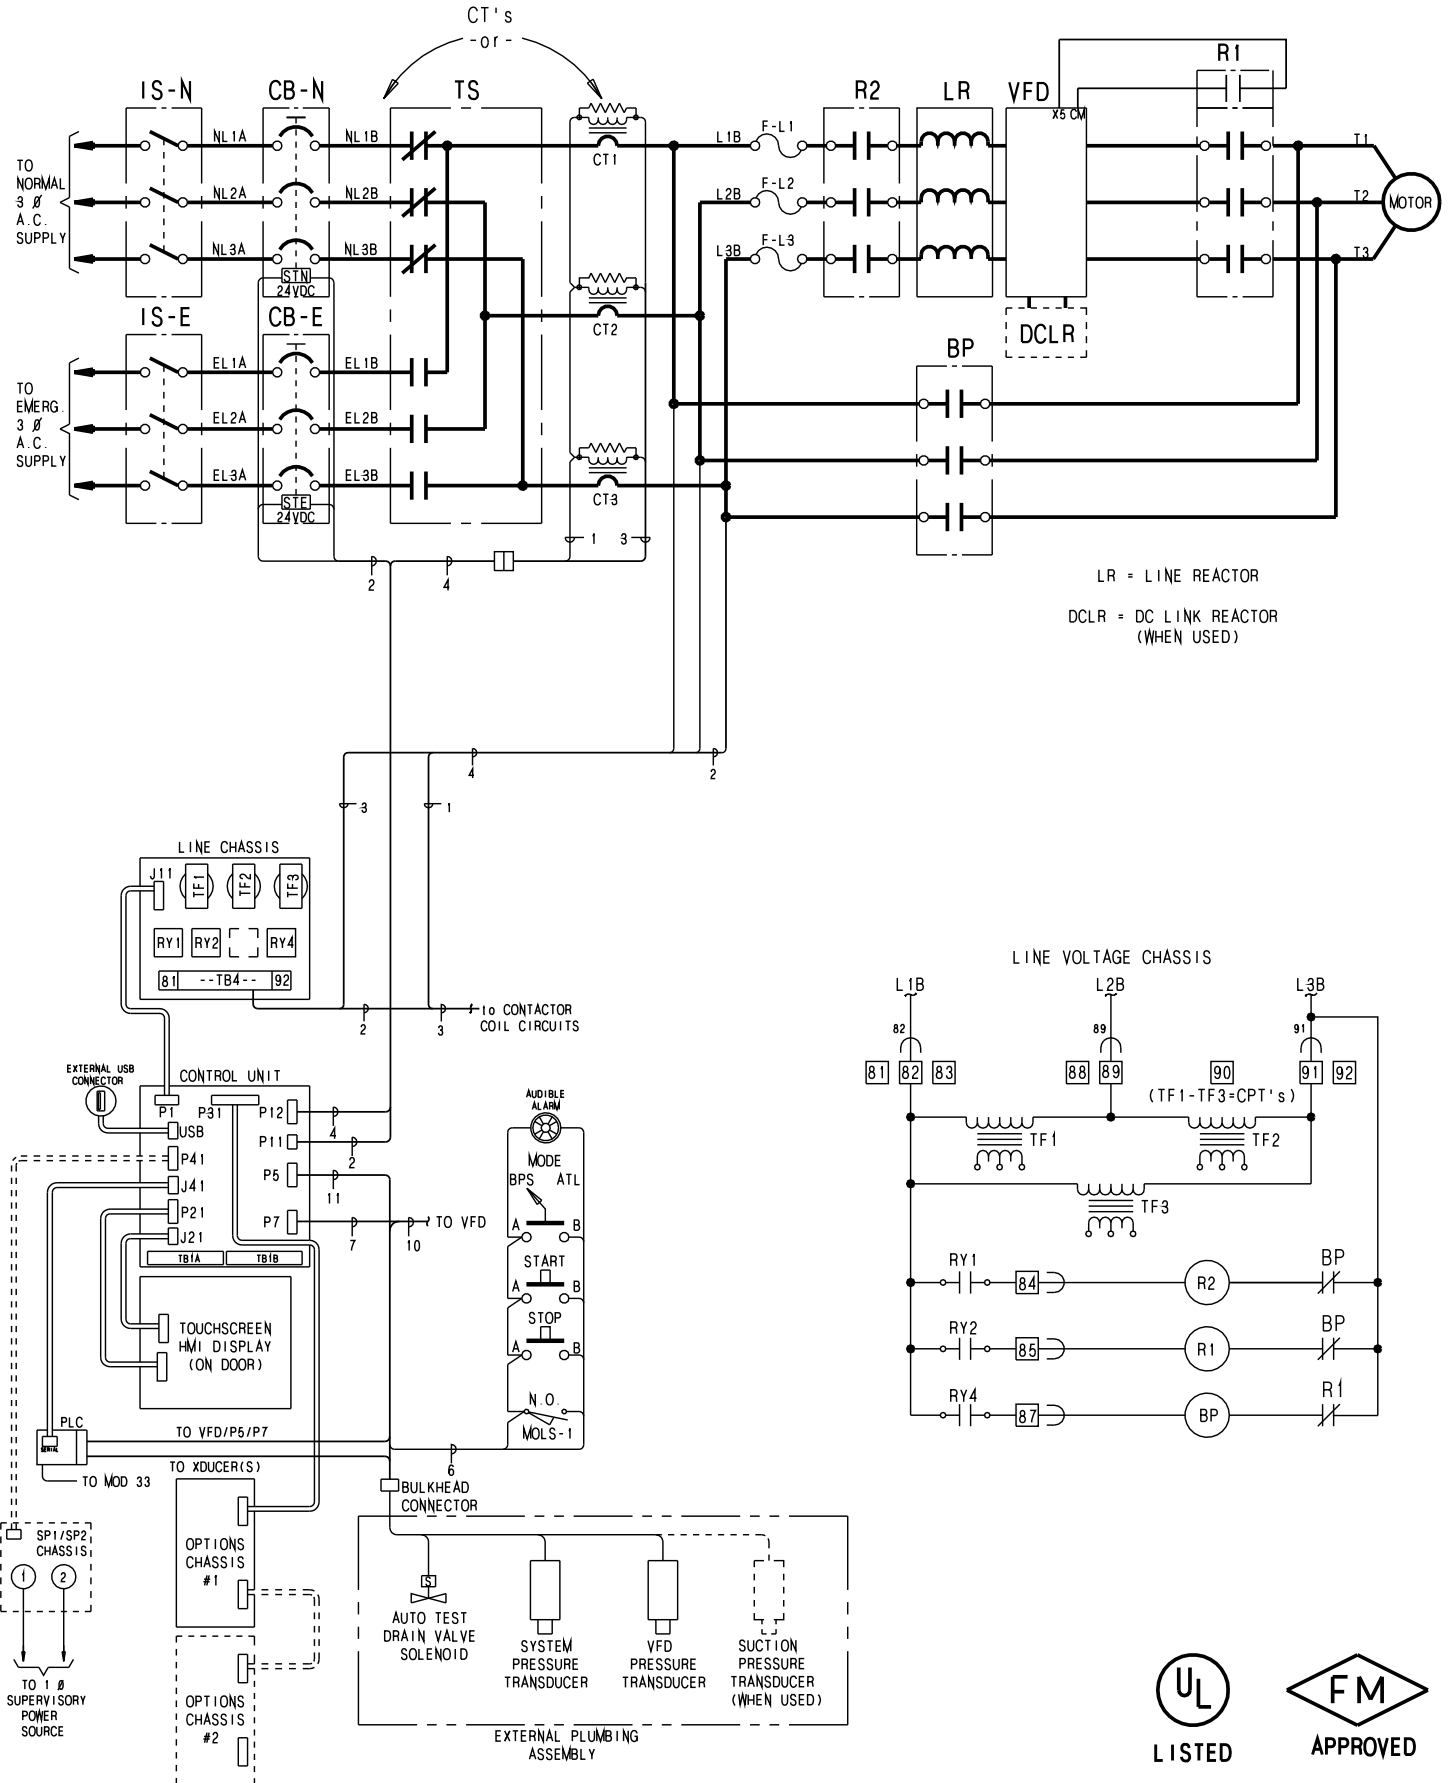 CT's
-or-
IS-N
CB-N
TS
R2
LR
VFD
R1
X5 CM
TO
NORMAL
3 Ø
A.C.
SUPPLY
NL1A
NL1B
NL2A
NL2B
NL3A
NL3B
STN
24VDC
CT1
L1B
F-L1
L2B
F-L2
L3B
F-L3
T1
T2
T3
MOTOR
DCLR
IS-E
CB-E
CT2
BP
TO
EMERG.
3 Ø
A.C.
SUPPLY
EL1A
EL1B
EL2A
EL2B
EL3A
EL3B
STE
24VDC
CT3
1
3
2
4
LR = LINE REACTOR
DCLR = DC LINK REACTOR
(WHEN USED)
4
2
3
1
LINE CHASSIS
J11
TF1
TF2
TF3
RY1
RY2
RY4
81
--TB4--
92
2
3
to CONTACTOR
COIL CIRCUITS
EXTERNAL USB
CONNECTOR
CONTROL UNIT
P1
P31
P12
USB
P11
P41
P5
J41
P21
P7
J21
TB1A
TB1B
4
2
11
7
10
TO VFD
TOUCHSCREEN
HMI DISPLAY
(ON DOOR)
AUDIBLE
ALARM
MODE
BPS
ATL
A
B
START
A
B
STOP
A
B
N.O.
MOLS-1
6
PLC
SERIAL
TO VFD/P5/P7
TO XDUCER(S)
TO MOD 33
BULKHEAD
CONNECTOR
SP1/SP2
CHASSIS
1
2
TO 1 Ø
SUPERVISORY
POWER
SOURCE
OPTIONS
CHASSIS
#1
OPTIONS
CHASSIS
#2
S
AUTO TEST
DRAIN VALVE
SOLENOID
SYSTEM
PRESSURE
TRANSDUCER
VFD
PRESSURE
TRANSDUCER
SUCTION
PRESSURE
TRANSDUCER
(WHEN USED)
EXTERNAL PLUMBING
ASSEMBLY
LINE VOLTAGE CHASSIS
L1B
L2B
L3B
82
89
91
81
82
83
88
89
90
91
92
(TF1-TF3=CPT's)
TF1
TF2
TF3
RY1
84
R2
BP
RY2
85
R1
BP
RY4
87
BP
R1
UL
LISTED
FM
APPROVED